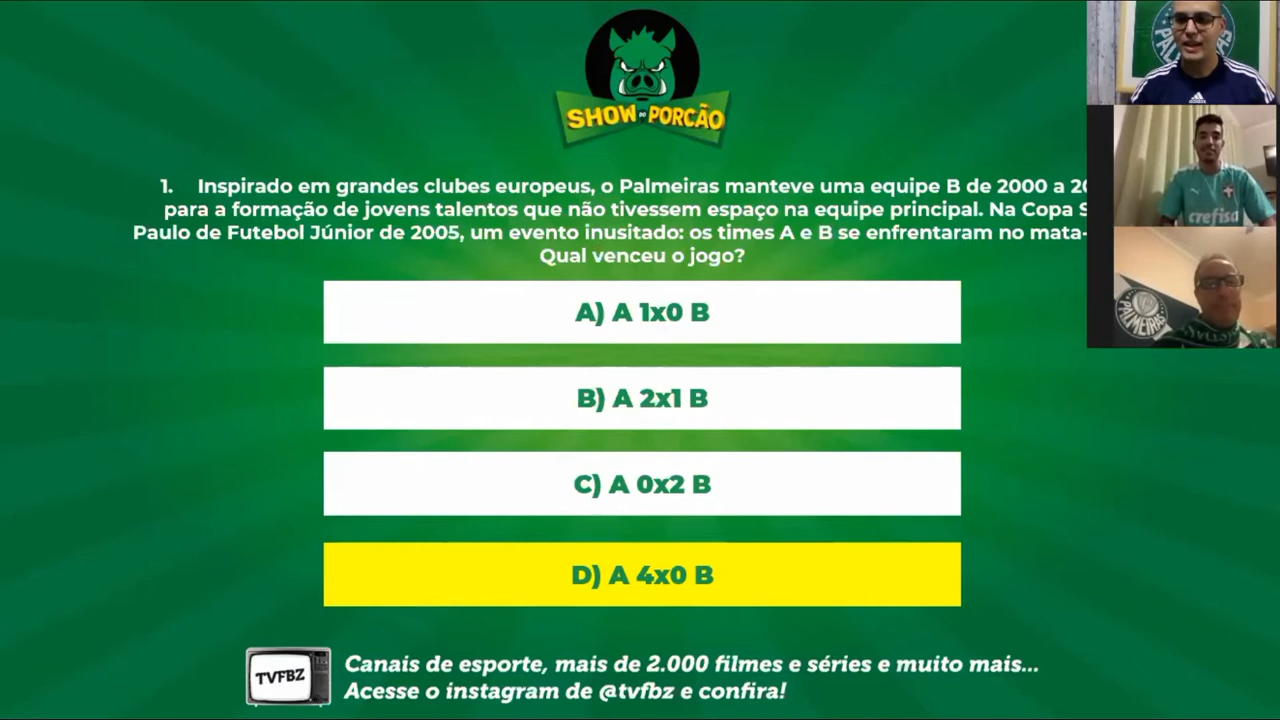 SHOW DO PORCÃO
1. Inspirado em grandes clubes europeus, o Palmeiras manteve uma equipe B de 2000 a 20
para a formação de jovens talentos que não tivessem espaço na equipe principal. Na Copa S
Paulo de Futebol Júnior de 2005, um evento inusitado: os times A e B se enfrentaram no mata-
Qual venceu o jogo?
A) A 1x0 B
B) A 2x1 B
C) A 0x2 B
D) A 4x0 B
TVFBZ
Canais de esporte, mais de 2.000 filmes e séries e muito mais...
Acesse o instagram de @tvfbz e confira!
PALMEIRAS
adidas
crefisa
PALMEIRAS